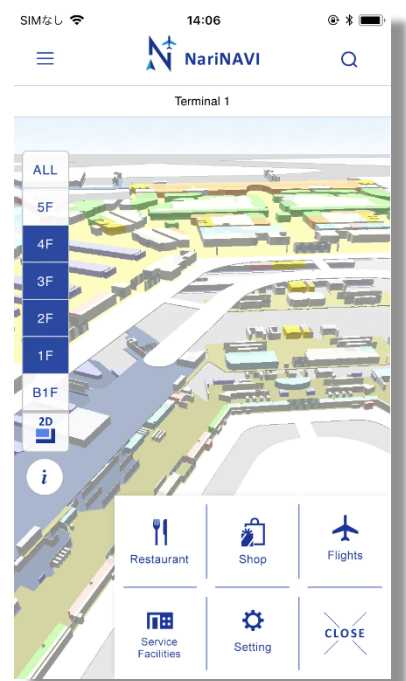 SIMなし 14:06
NariNAVI
Terminal 1
ALL
5F
4F
3F
2F
1F
B1F
2D
i
Restaurant Shop Flights
Service
Facilities
Setting
CLOSE